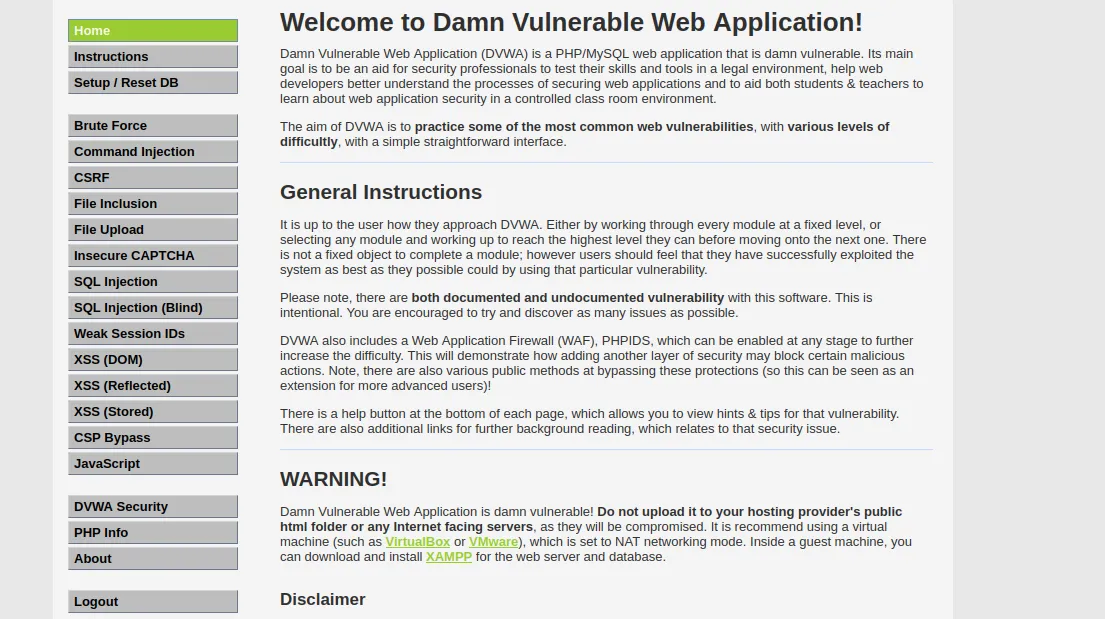 Home
Instructions
Setup / Reset DB
Brute Force
Command Injection
CSRF
File Inclusion
File Upload
Insecure CAPTCHA
SQL Injection
SQL Injection (Blind)
Weak Session IDs
XSS (DOM)
XSS (Reflected)
XSS (Stored)
CSP Bypass
JavaScript
DVWA Security
PHP Info
About
Logout
Welcome to Damn Vulnerable Web Application!
Damn Vulnerable Web Application (DVWA) is a PHP/MySQL web application that is damn vulnerable. Its main
goal is to be an aid for security professionals to test their skills and tools in a legal environment, help web
developers better understand the processes of securing web applications and to aid both students & teachers to
learn about web application security in a controlled class room environment.
The aim of DVWA is to practice some of the most common web vulnerabilities, with various levels of
difficultly, with a simple straightforward interface.
General Instructions
It is up to the user how they approach DVWA. Either by working through every module at a fixed level, or
selecting any module and working up to reach the highest level they can before moving onto the next one. There
is not a fixed object to complete a module; however users should feel that they have successfully exploited the
system as best as they possible could by using that particular vulnerability.
Please note, there are both documented and undocumented vulnerability with this software. This is
intentional. You are encouraged to try and discover as many issues as possible.
DVWA also includes a Web Application Firewall (WAF), PHPIDS, which can be enabled at any stage to further
increase the difficulty. This will demonstrate how adding another layer of security may block certain malicious
actions. Note, there are also various public methods at bypassing these protections (so this can be seen as an
extension for more advanced users)!
There is a help button at the bottom of each page, which allows you to view hints & tips for that vulnerability.
There are also additional links for further background reading, which relates to that security issue.
WARNING!
Damn Vulnerable Web Application is damn vulnerable! Do not upload it to your hosting provider's public
html folder or any Internet facing servers, as they will be compromised. It is recommend using a virtual
machine (such as VirtualBox or VMware), which is set to NAT networking mode. Inside a guest machine, you
can download and install XAMPP for the web server and database.
Disclaimer